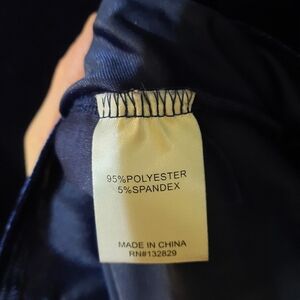 95%POLYESTER
5%SPANDEX
MADE IN CHINA
RN#132829